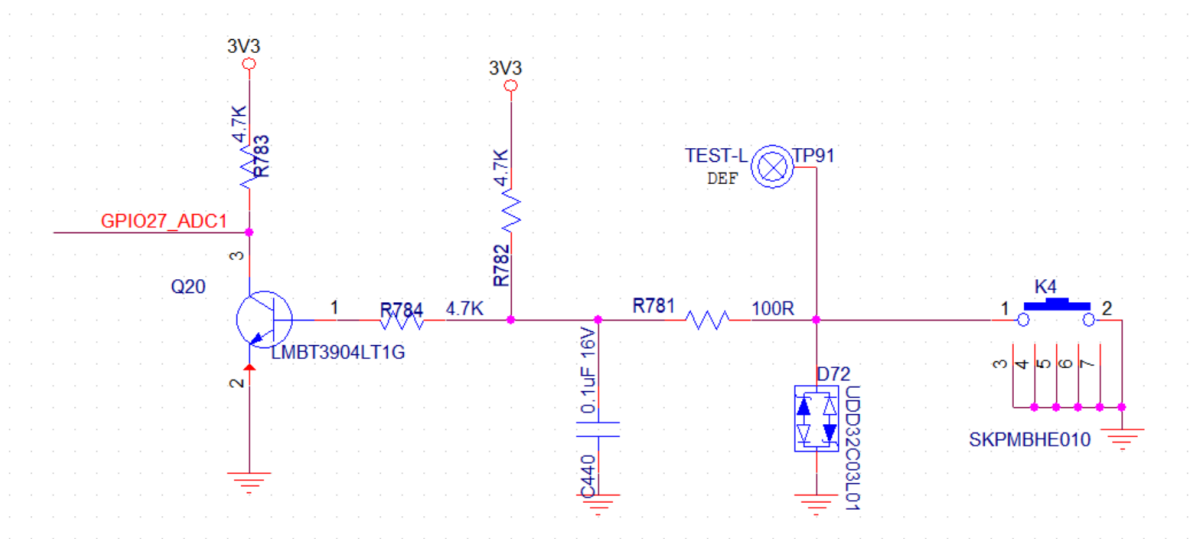 3V3
4.7K
R783
GPIO27_ADC1
3
Q20
1
LMBT3904LT1G
2
R784
4.7K
3V3
4.7K
R782
R781
100R
0.1uF 16V
C440
TEST-L
DEF
TP91
D72
UDD32C03L01
K4
1
2
3
4
5
6
7
SKPMBHE010